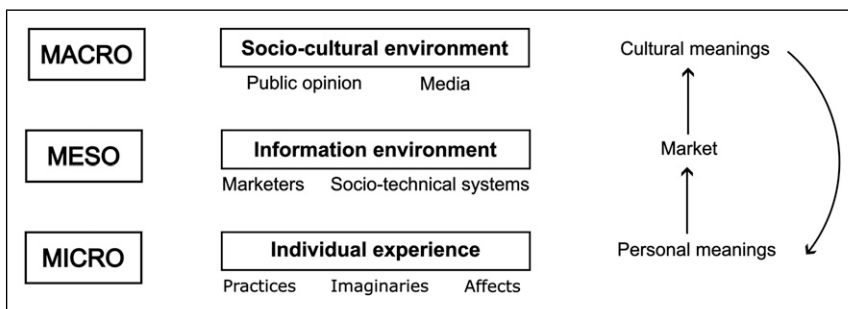 MACRO
Socio-cultural environment
Public opinion
Media
Cultural meanings
MESO
Information environment
Marketers
Socio-technical systems
Market
MICRO
Individual experience
Practices
Imaginaries
Affects
Personal meanings